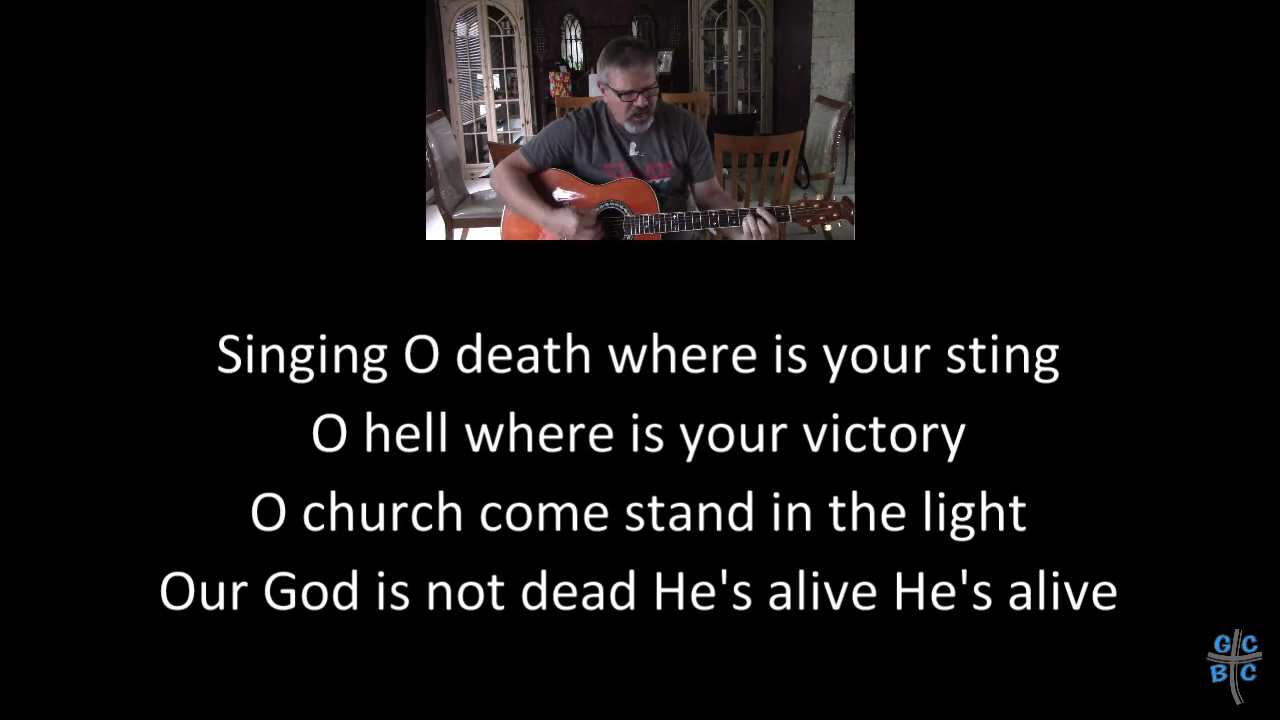 Singing O death where is your sting
O hell where is your victory
O church come stand in the light
Our God is not dead He's alive He's alive
G C
B C